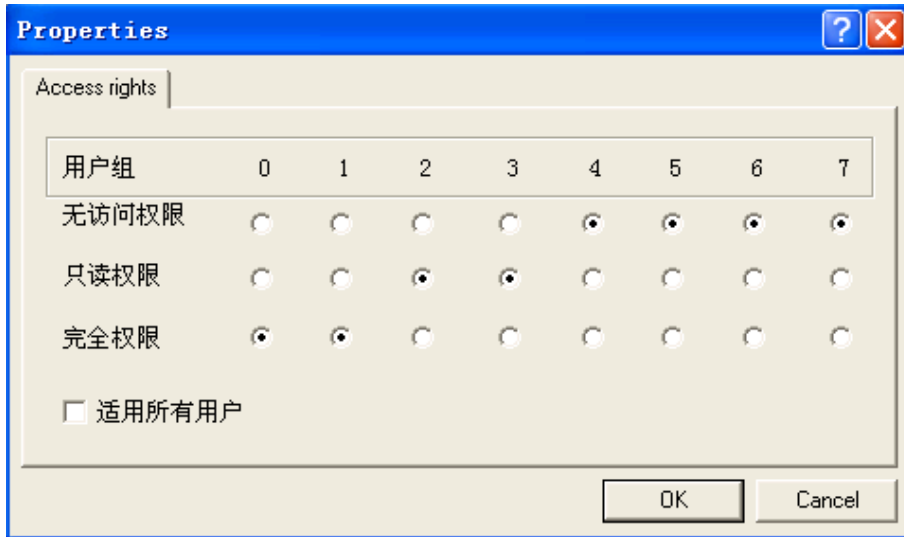 Properties
Access rights
用户组 0 1 2 3 4 5 6 7
无访问权限
只读权限
完全权限
适用所有用户
OK Cancel